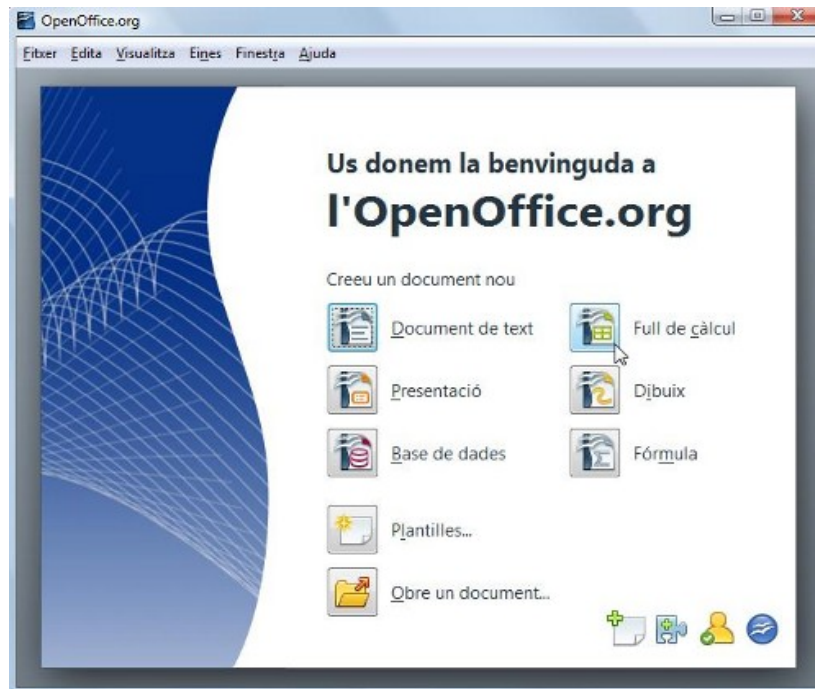 OpenOffice.org
Fitxer Edita Visualitza Eines Finestra Ajuda
Us donem la benvinguda a
l'OpenOffice.org
Creeu un document nou
Document de text
Full de càlcul
Presentació
Dibuix
Base de dades
Fórmula
Plantilles...
Obre un document...